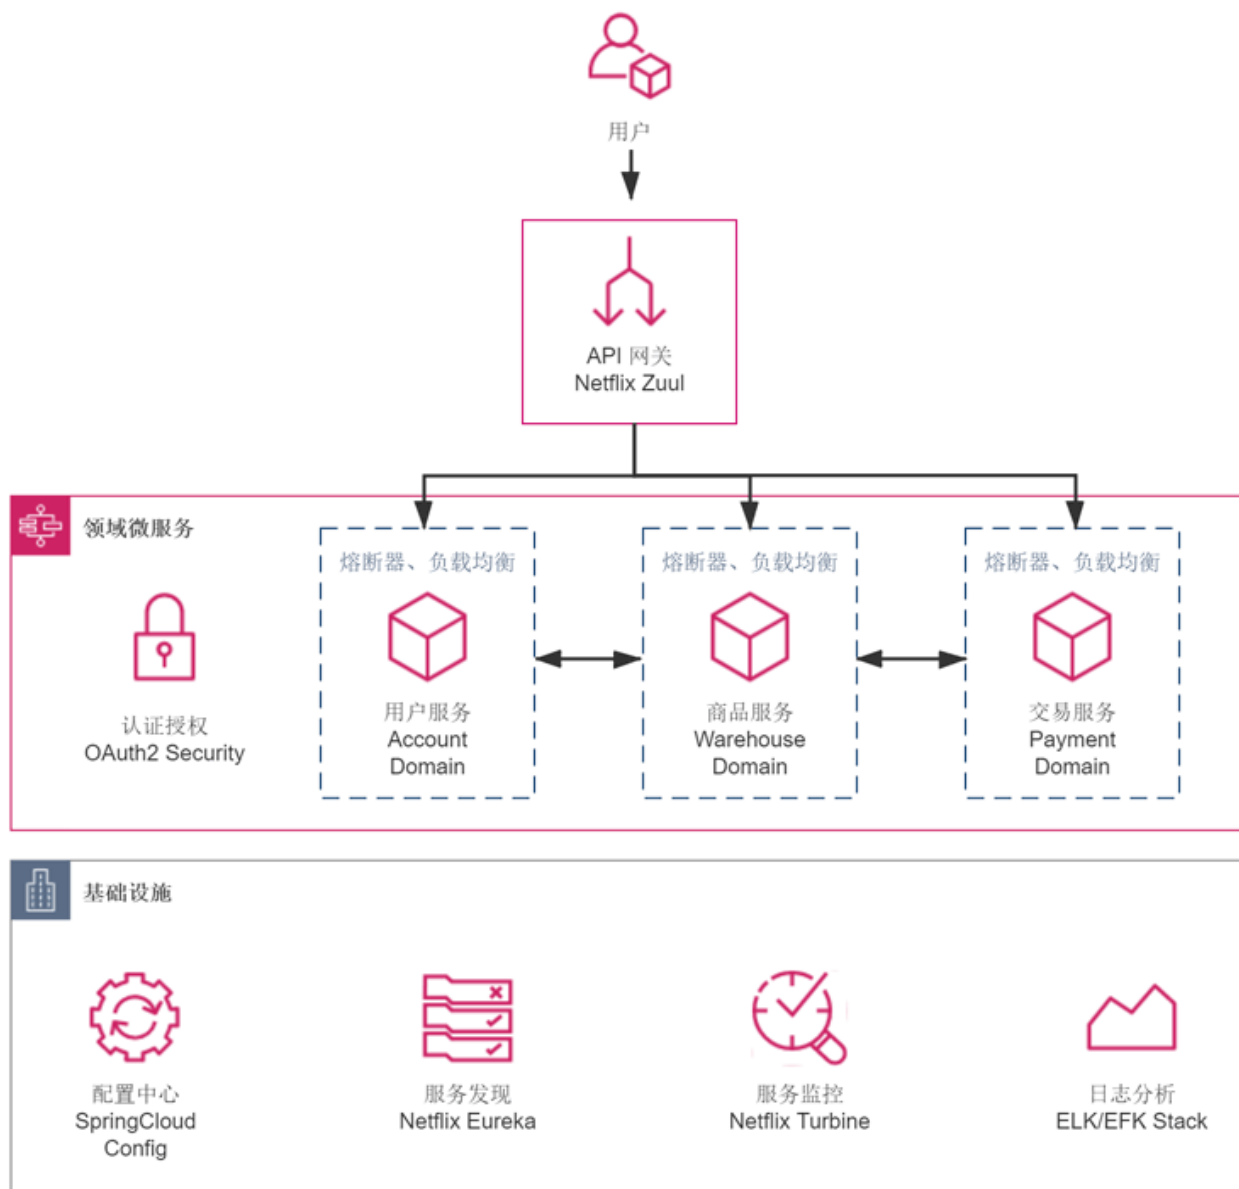 用户
API 网关
Netflix Zuul
领域微服务
熔断器、负载均衡
熔断器、负载均衡
熔断器、负载均衡
认证授权
OAuth2 Security
用户服务
Account
Domain
商品服务
Warehouse
Domain
交易服务
Payment
Domain
基础设施
配置中心
SpringCloud
Config
服务发现
Netflix Eureka
服务监控
Netflix Turbine
日志分析
ELK/EFK Stack